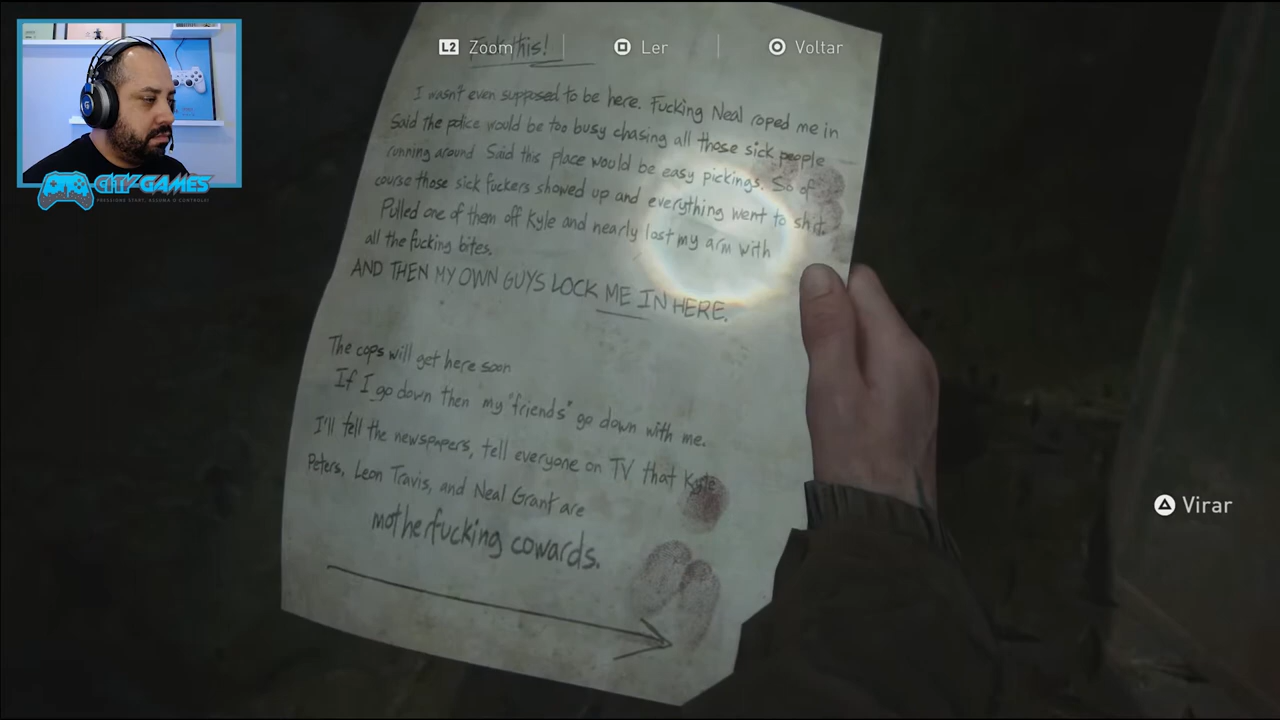 L2 Zoom
Ler
Voltar
this!
I wasn't even supposed to be here. Fucking Neal roped me in
Said the police would be too busy chasing all those sick people
running around Said this place would be easy pickings. So of
course those sick fuckers showed up and everything went to shit.
Pulled one of them off Kyle and nearly lost my arm with
all the fucking bites.
AND THEN MY OWN GUYS LOCK ME IN HERE.
The cops will get here soon
If I go down then my "friends" go down with me.
I'll tell the newspapers, tell everyone on TV that Kyle
Peters, Leon Travis, and Neal Grant are
motherfucking cowards.
Virar
CITY GAMES
PRESSIONE START, ASSUMA O CONTROLE!